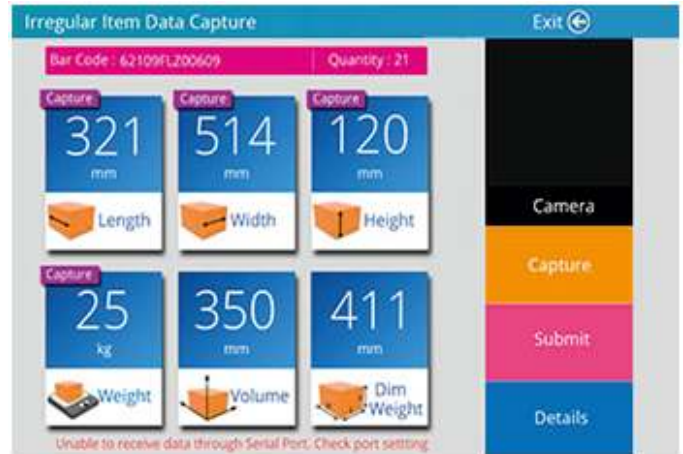 Irregular Item Data Capture
Exit
Bar Code : 62109FLZ00609 Quantity : 21
Capture Capture Capture
321 514 120
mm mm mm
Length Width Height
Camera
Capture
Capture
25 350 411
kg mm mm
Submit
Weight Volume Dim Weight
Details
Unable to receive data through Serial Port. Check port settting